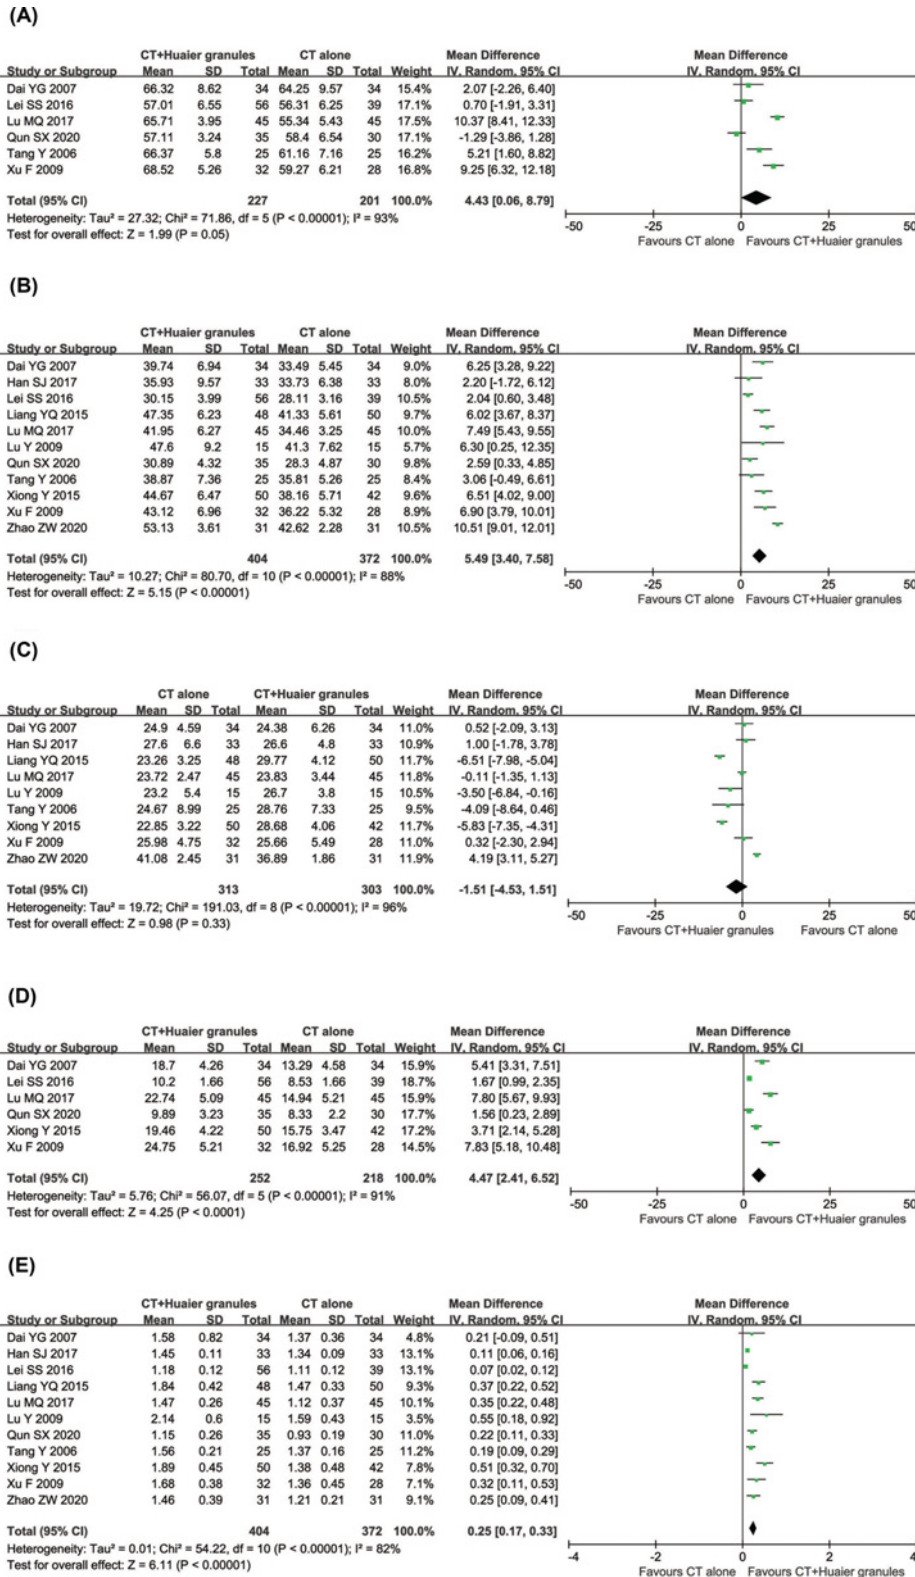 (A)
CT+Huaier granules CT alone Mean Difference Mean Difference
Study or Subgroup Mean SD Total Mean SD Total Weight IV, Random, 95% CI IV, Random, 95% CI
Dai YG 2007 66.32 8.62 34 64.25 9.57 34 15.4% 2.07 [-2.26, 6.40]
Lei SS 2016 57.01 6.55 56 56.31 6.25 39 17.1% 0.70 [-1.91, 3.31]
Lu MQ 2017 65.71 3.95 45 55.34 5.43 45 17.5% 10.37 [8.41, 12.33]
Qun SX 2020 57.11 3.24 35 58.4 6.54 30 17.1% -1.29 [-3.86, 1.28]
Tang Y 2006 66.37 5.8 25 61.16 7.16 25 16.2% 5.21 [1.60, 8.82]
Xu F 2009 68.52 5.26 32 59.27 6.21 28 16.8% 9.25 [6.32, 12.18]
Total (95% CI) 227 201 100.0% 4.43 [0.06, 8.79]
Heterogeneity: Tau² = 27.32; Chi² = 71.86, df = 5 (P < 0.00001); I² = 93%
Test for overall effect: Z = 1.99 (P = 0.05)
-50 -25 0 25 50
Favours CT alone Favours CT+Huaier granules
(B)
CT+Huaier granules CT alone Mean Difference Mean Difference
Study or Subgroup Mean SD Total Mean SD Total Weight IV, Random, 95% CI IV, Random, 95% CI
Dai YG 2007 39.74 6.94 34 33.49 5.45 34 9.0% 6.25 [3.28, 9.22]
Han SJ 2017 35.93 9.57 33 33.73 6.38 33 7.9% 2.20 [-1.72, 6.12]
Lei SS 2016 30.15 3.99 56 28.11 3.16 39 10.5% 2.04 [0.60, 3.48]
Liang YQ 2015 47.35 6.23 48 41.33 5.61 50 9.7% 6.02 [3.67, 8.37]
Lu MQ 2017 41.95 6.27 45 34.46 3.25 45 10.0% 7.49 [5.43, 9.55]
Lu Y 2009 47.6 9.2 15 41.3 7.62 15 5.7% 6.30 [0.25, 12.35]
Qun SX 2020 30.89 4.32 35 28.3 4.87 30 9.8% 2.59 [0.33, 4.85]
Tang Y 2006 38.87 7.36 25 35.81 5.26 25 8.4% 3.06 [-0.49, 6.61]
Xiong Y 2015 44.67 6.47 50 38.16 5.71 42 9.6% 6.51 [4.02, 9.00]
Xu F 2009 43.12 6.96 32 36.22 5.32 28 8.9% 6.90 [3.79, 10.01]
Zhao ZW 2020 53.13 3.61 31 42.62 2.28 31 10.5% 10.51 [9.01, 12.01]
Total (95% CI) 404 372 100.0% 5.49 [3.40, 7.58]
Heterogeneity: Tau² = 10.27; Chi² = 80.70, df = 10 (P < 0.00001); I² = 88%
Test for overall effect: Z = 5.15 (P < 0.00001)
-50 -25 0 25 50
Favours CT alone Favours CT+Huaier granules
(C)
CT alone CT+Huaier granules Mean Difference Mean Difference
Study or Subgroup Mean SD Total Mean SD Total Weight IV, Random, 95% CI IV, Random, 95% CI
Dai YG 2007 24.9 4.59 34 24.38 6.26 34 11.0% 0.52 [-2.09, 3.13]
Han SJ 2017 27.6 6.6 33 26.6 4.8 33 10.9% 1.00 [-1.78, 3.78]
Liang YQ 2015 23.26 3.25 48 29.77 4.12 50 11.7% -6.51 [-7.98, -5.04]
Lu MQ 2017 23.72 2.47 45 23.83 3.44 45 11.8% -0.11 [-1.35, 1.13]
Lu Y 2009 23.2 5.4 15 26.7 3.8 15 10.4% -3.50 [-6.84, -0.16]
Tang Y 2006 24.67 8.99 25 28.76 7.33 25 9.5% -4.09 [-8.64, 0.46]
Xiong Y 2015 22.85 3.22 50 28.68 4.06 42 11.7% -5.83 [-7.35, -4.31]
Xu F 2009 25.98 4.75 32 25.66 5.49 28 11.0% 0.32 [-2.30, 2.94]
Zhao ZW 2020 41.08 2.45 31 36.89 1.86 31 11.9% 4.19 [3.11, 5.27]
Total (95% CI) 313 303 100.0% -1.51 [-4.53, 1.51]
Heterogeneity: Tau² = 19.72; Chi² = 191.03, df = 8 (P < 0.00001); I² = 96%
Test for overall effect: Z = 0.98 (P = 0.33)
-50 -25 0 25 50
Favours CT+Huaier granules Favours CT alone
(D)
CT+Huaier granules CT alone Mean Difference Mean Difference
Study or Subgroup Mean SD Total Mean SD Total Weight IV, Random, 95% CI IV, Random, 95% CI
Dai YG 2007 18.7 4.26 34 13.29 4.58 34 15.9% 5.41 [3.31, 7.51]
Lei SS 2016 10.2 1.66 56 8.53 1.66 39 18.7% 1.67 [0.99, 2.35]
Lu MQ 2017 22.74 5.09 45 14.94 5.21 45 15.9% 7.80 [5.67, 9.93]
Qun SX 2020 9.89 3.23 35 8.33 2.2 30 17.8% 1.56 [0.23, 2.89]
Xiong Y 2015 19.46 4.22 50 15.75 3.47 42 17.2% 3.71 [2.14, 5.28]
Xu F 2009 24.75 5.21 32 16.92 5.25 28 14.5% 7.83 [5.18, 10.48]
Total (95% CI) 252 218 100.0% 4.47 [2.41, 6.52]
Heterogeneity: Tau² = 5.76; Chi² = 56.07, df = 5 (P < 0.00001); I² = 91%
Test for overall effect: Z = 4.25 (P < 0.0001)
-50 -25 0 25 50
Favours CT alone Favours CT+Huaier granules
(E)
CT+Huaier granules CT alone Mean Difference Mean Difference
Study or Subgroup Mean SD Total Mean SD Total Weight IV, Random, 95% CI IV, Random, 95% CI
Dai YG 2007 1.58 0.82 34 1.37 0.36 34 4.8% 0.21 [-0.09, 0.51]
Han SJ 2017 1.45 0.11 33 1.34 0.09 33 13.1% 0.11 [0.06, 0.16]
Lei SS 2016 1.18 0.12 56 1.11 0.12 39 13.1% 0.07 [0.02, 0.12]
Liang YQ 2015 1.84 0.42 48 1.47 0.33 50 9.3% 0.37 [0.22, 0.52]
Lu MQ 2017 1.47 0.26 45 1.12 0.37 45 10.1% 0.35 [0.22, 0.48]
Lu Y 2009 2.14 0.6 15 1.59 0.43 15 3.5% 0.55 [0.18, 0.92]
Qun SX 2020 1.15 0.26 35 0.93 0.19 30 11.0% 0.22 [0.11, 0.33]
Tang Y 2006 1.56 0.21 25 1.37 0.16 25 11.2% 0.19 [0.09, 0.29]
Xiong Y 2015 1.89 0.45 50 1.38 0.48 42 7.8% 0.51 [0.32, 0.70]
Xu F 2009 1.68 0.38 32 1.36 0.45 28 7.1% 0.32 [0.11, 0.53]
Zhao ZW 2020 1.46 0.39 31 1.21 0.21 31 9.1% 0.25 [0.09, 0.41]
Total (95% CI) 404 372 100.0% 0.25 [0.17, 0.33]
Heterogeneity: Tau² = 0.01; Chi² = 54.22, df = 10 (P < 0.00001); I² = 82%
Test for overall effect: Z = 6.11 (P < 0.00001)
-4 -2 0 2 4
Favours CT alone Favours CT+Huaier granules